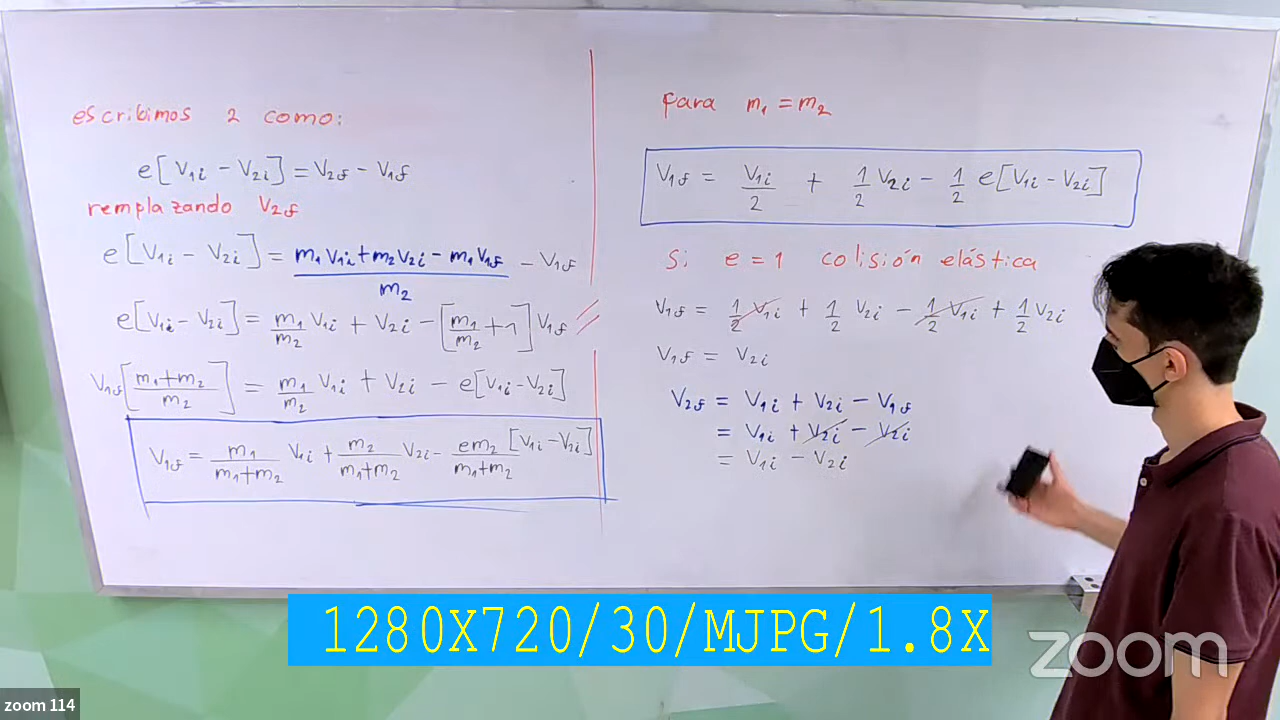 escribimos 2 como:
e[V1i - V2i] = V2f - V1f
remplazando V2f
e[V1i - V2i] = (m1V1i + m2V2i - m1V1f)/m2 - V1f
e[V1i - V2i] = m1/m2 V1i + V2i - [m1/m2 + 1] V1f //
V1f[(m1+m2)/m2] = m1/m2 V1i + V2i - e[V1i - V2i]
V1f = m1/(m1+m2) V1i + m2/(m1+m2) V2i - em2/(m1+m2) [V1i - V2i]
para m1 = m2
V1f = V1i/2 + 1/2 V2i - 1/2 e[V1i - V2i]
Si e = 1 colisión elástica
V1f = 1/2 V1i + 1/2 V2i - 1/2 V1i + 1/2 V2i
V1f = V2i
V2f = V1i + V2i - V1f
= V1i + V2i - V2i
= V1i - V2i
1280X720/30/MJPG/1.8X
zoom
zoom 114